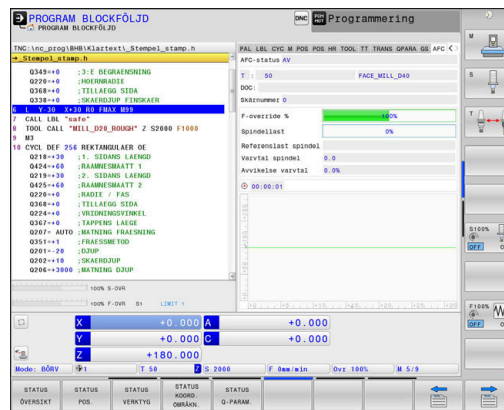 PROGRAM BLOCKFÖLJD
PROGRAM BLOCKFÖLJD
DNC
Programmering
TNC:\nc_prog\BHB\Klartext\_Stempel_stamp.h
→_Stempel_stamp.h
Q349=+0 ;3:E BEGRAENSNING
Q220=+0 ;HOERNRADIE
Q368=+0 ;TILLAEGG SIDA
Q338=+0 ;SKAERDJUP FINSKAER
6 L Y-30 X+30 R0 FMAX M99
7 CALL LBL "safe"
8 TOOL CALL "MILL_D20_ROUGH" Z S2000 F1000
9 M3
10 CYCL DEF 256 REKTANGULAER OE
Q218=+30 ;1. SIDANS LAENGD
Q424=+60 ;RAAMNESMAATT 1
Q219=+30 ;2. SIDANS LAENGD
Q425=+60 ;RAAMNESMAATT 2
Q220=+0 ;RADIE / FAS
Q368=+0 ;TILLAEGG SIDA
Q224=+0 ;VRIDNINGSVINKEL
Q367=+0 ;TAPPENS LAEGE
Q207= AUTO ;MATNING FRAESNING
Q351=+1 ;FRAESMETOD
Q201=-20 ;DJUP
Q202=+10 ;SKAERDJUP
Q206=+3000 ;MATNING DJUP
PAL LBL CYC M POS POS HR TOOL TT TRANS QPARA GS AFC
AFC-status AV
T : 50 FACE_MILL_D40
DOC:
Skärnummer 0
F-override % 100%
Spindellast 0%
Referenslast spindel
Varvtal spindel 0.0
Avvikelse varvtal 0.0%
00:00:01
100% S-OVR
100% F-OVR S1 LIMIT 1
X +0.000 A +0.000
Y +0.000 C +0.000
Z +180.000
Mode: BÖRV 1 T 50 Z S 2000 F 0mm/min Ovr 100% M 5/9
M
S
T
S100%
OFF
F100%
OFF
STATUS ÖVERSIKT
STATUS POS.
STATUS VERKTYG
STATUS KOORD. OMRÄKN.
STATUS Q-PARAM.